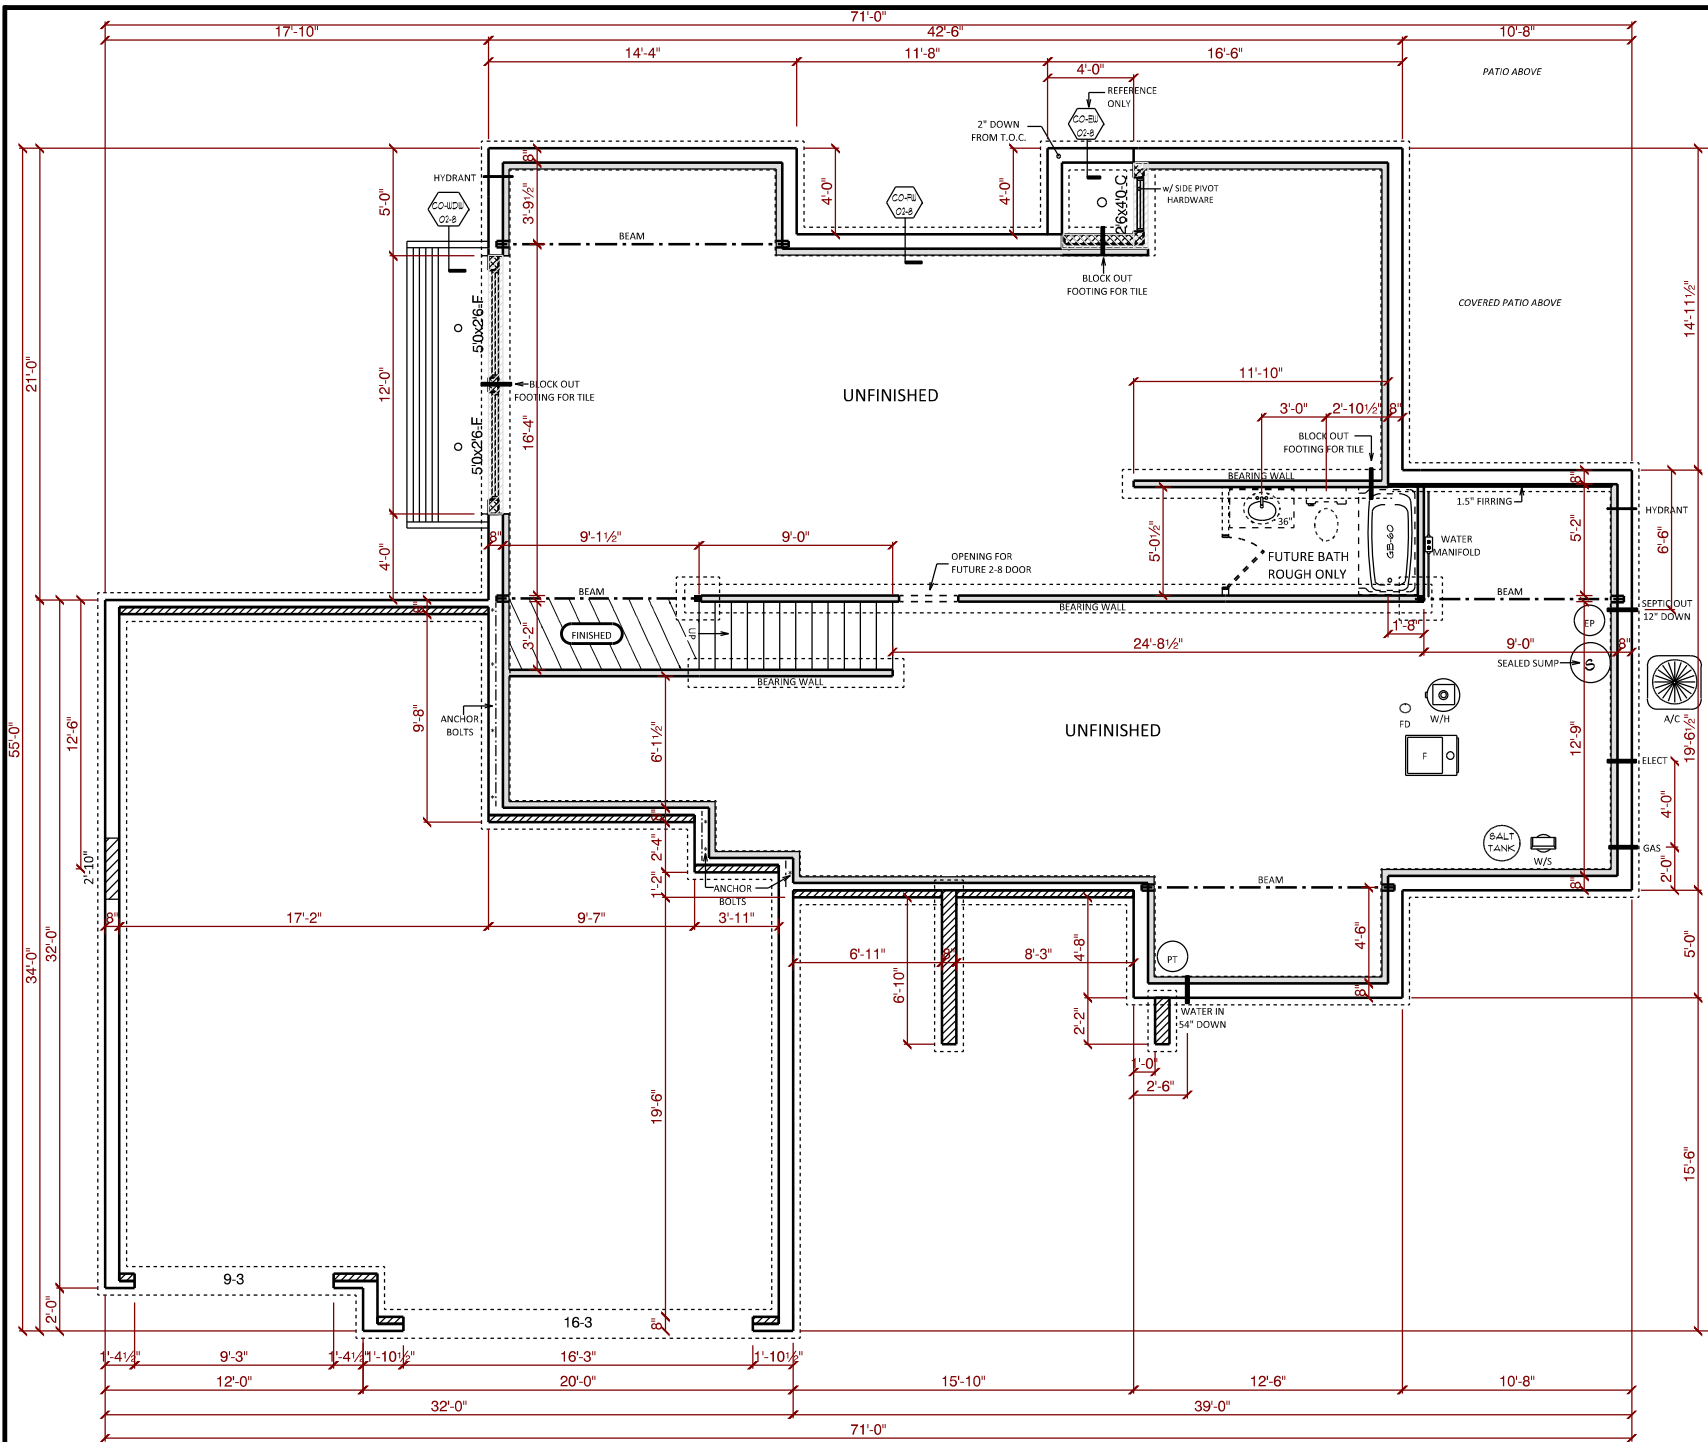 71'-0"
17'-10"
42'-6"
10'-8"
14'-4"
11'-8"
16'-6"
4'-0"
PATIO ABOVE
REFERENCE
ONLY
CO-EW
02-8
2" DOWN
FROM T.O.C.
8"
HYDRANT
CO-WDW
02-8
5'-0"
3'-9½"
4'-0"
CO-FW
02-8
4'-0"
2'6x4'0-C
w/ SIDE PIVOT
HARDWARE
BEAM
BLOCK OUT
FOOTING FOR TILE
COVERED PATIO ABOVE
14'-11½"
5'0x2'6-F
21'-0"
12'-0"
BLOCK OUT
FOOTING FOR TILE
UNFINISHED
11'-10"
3'-0"
2'-10½"
8"
16'-4"
5'0x2'6-F
BLOCK OUT
FOOTING FOR TILE
BEARING WALL
8"
1.5" FIRRING
HYDRANT
36"
5'-2"
6'-6"
GB-60
WATER
MANIFOLD
4'-0"
8"
9'-1½"
9'-0"
5'-0½"
OPENING FOR
FUTURE 2-8 DOOR
FUTURE BATH
ROUGH ONLY
BEAM
BEARING WALL
BEAM
SEPTIC OUT
12" DOWN
EP
3'-2"
FINISHED
UP
1'-8"
24'-8½"
9'-0"
8"
SEALED SUMP
S
BEARING WALL
A/C
9'-8"
ANCHOR
BOLTS
6'-1½"
UNFINISHED
FD
W/H
F
12'-9"
19'-6½"
ELECT
55'-0"
12'-6"
4'-0"
SALT
TANK
W/S
GAS
2'-10"
2'-4"
1'-2"
ANCHOR
BOLTS
BEAM
8"
2'-0"
8"
17'-2"
9'-7"
3'-11"
34'-0"
32'-0"
6'-11"
8"
8'-3"
4'-8"
4'-6"
5'-0"
PT
6'-10"
8"
2'-2"
WATER IN
54" DOWN
1'-0"
2'-6"
19'-6"
15'-6"
9-3
2'-0"
16-3
8"
1'-4½"
9'-3"
1'-4½"
1'-10½"
16'-3"
1'-10½"
12'-0"
20'-0"
15'-10"
12'-6"
10'-8"
32'-0"
39'-0"
71'-0"